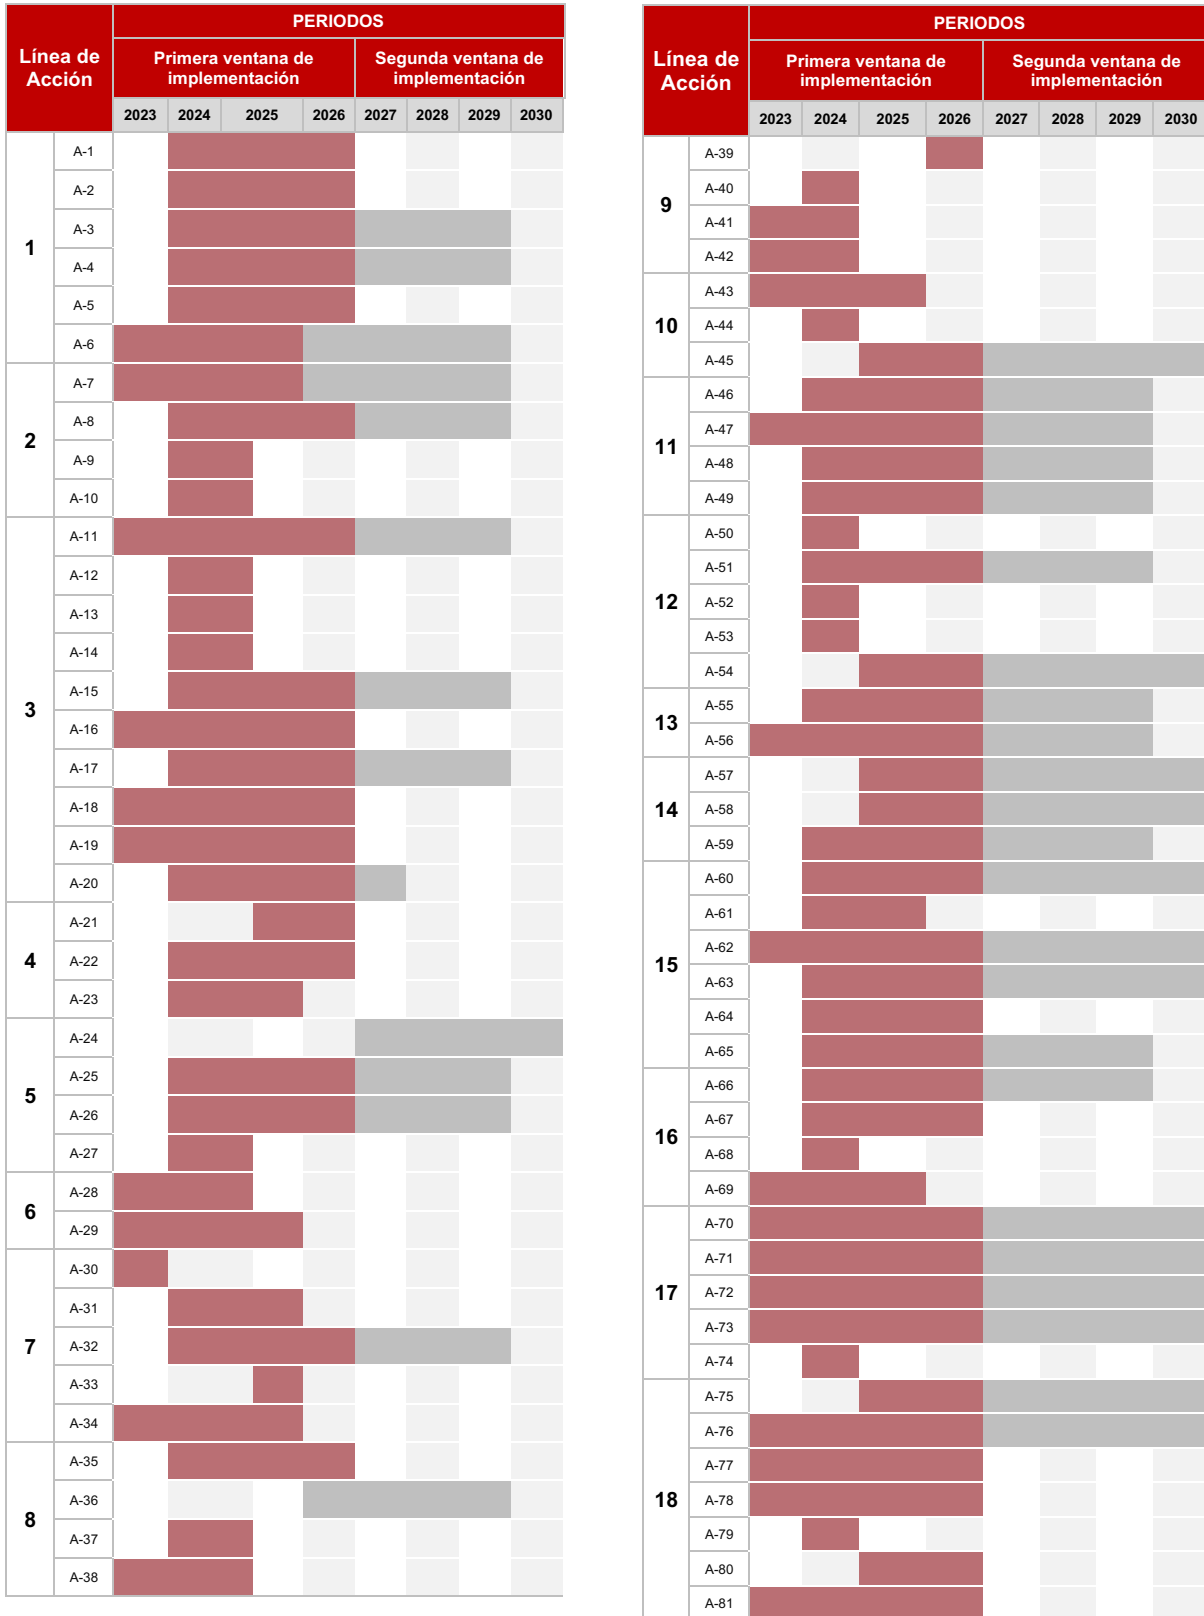 PERIODOS
Línea de
Acción
Primera ventana de
implementación
Segunda ventana de
implementación
2023 2024 2025 2026 2027 2028 2029 2030
1
A-1
A-2
A-3
A-4
A-5
A-6
2
A-7
A-8
A-9
A-10
3
A-11
A-12
A-13
A-14
A-15
A-16
A-17
A-18
A-19
A-20
4
A-21
A-22
A-23
5
A-24
A-25
A-26
A-27
6
A-28
A-29
7
A-30
A-31
A-32
A-33
A-34
8
A-35
A-36
A-37
A-38
PERIODOS
Línea de
Acción
Primera ventana de
implementación
Segunda ventana de
implementación
2023 2024 2025 2026 2027 2028 2029 2030
9
A-39
A-40
A-41
A-42
10
A-43
A-44
A-45
11
A-46
A-47
A-48
A-49
12
A-50
A-51
A-52
A-53
A-54
13
A-55
A-56
14
A-57
A-58
A-59
15
A-60
A-61
A-62
A-63
A-64
A-65
16
A-66
A-67
A-68
A-69
17
A-70
A-71
A-72
A-73
A-74
18
A-75
A-76
A-77
A-78
A-79
A-80
A-81